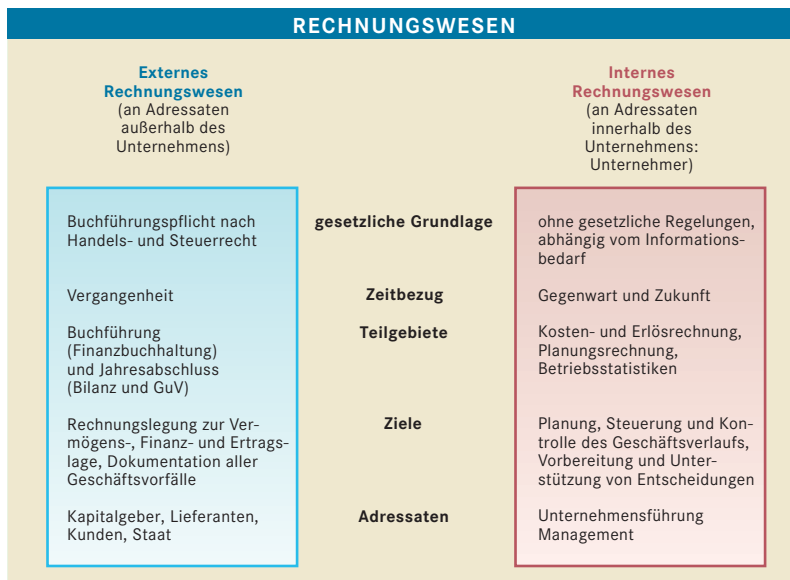 RECHNUNGSWESEN
Externes
Rechnungswesen
(an Adressaten
außerhalb des
Unternehmens)
Internes
Rechnungswesen
(an Adressaten
innerhalb des
Unternehmens:
Unternehmer)
Buchführungspflicht nach
Handels- und Steuerrecht
gesetzliche Grundlage
ohne gesetzliche Regelungen,
abhängig vom Informations-
bedarf
Vergangenheit
Zeitbezug
Gegenwart und Zukunft
Buchführung
(Finanzbuchhaltung)
und Jahresabschluss
(Bilanz und GuV)
Teilgebiete
Kosten- und Erlösrechnung,
Planungsrechnung,
Betriebsstatistiken
Rechnungslegung zur Ver-
mögens-, Finanz- und Ertrags-
lage, Dokumentation aller
Geschäftsvorfälle
Ziele
Planung, Steuerung und Kon-
trolle des Geschäftsverlaufs,
Vorbereitung und Unter-
stützung von Entscheidungen
Kapitalgeber, Lieferanten,
Kunden, Staat
Adressaten
Unternehmensführung
Management